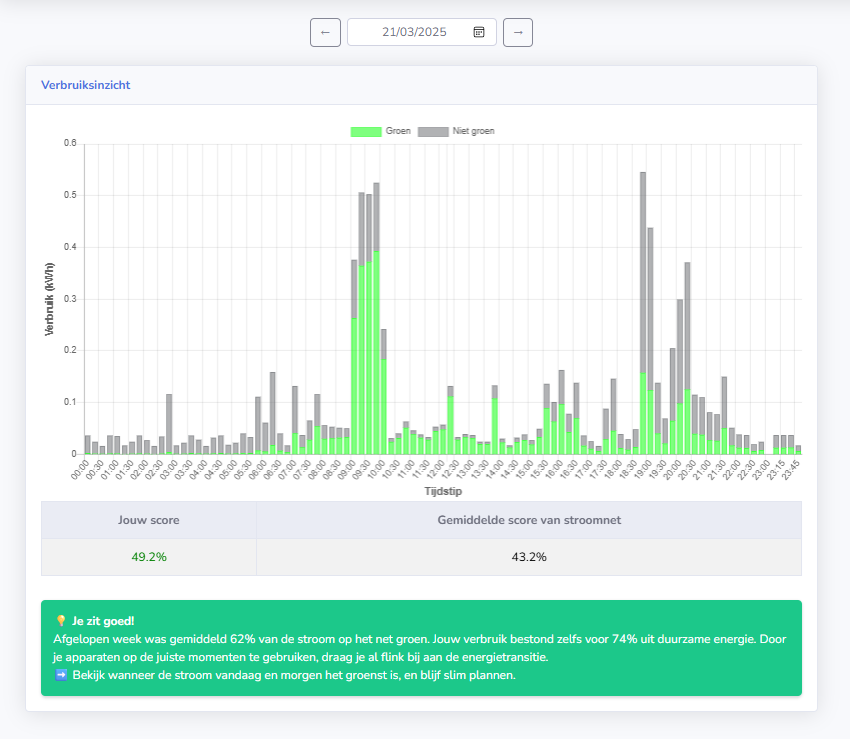 ← 21/03/2025 →
Verbruiksinzicht
Groen Niet groen
0.6
0.5
0.4
0.3
0.2
0.1
0
Verbruik (kWh)
00:00 00:30 01:00 01:30 02:00 02:30 03:00 03:30 04:00 04:30 05:00 05:30 06:00 06:30 07:00 07:30 08:00 08:30 09:00 09:30 10:00 10:30 11:00 11:30 12:00 12:30 13:00 13:30 14:00 14:30 15:00 15:30 16:00 16:30 17:00 17:30 18:00 18:30 19:00 19:30 20:00 20:30 21:00 21:30 22:00 22:30 23:00 23:15 23:45
Tijdstip
Jouw score Gemiddelde score van stroomnet
49.2% 43.2%
💡 Je zit goed!
Afgelopen week was gemiddeld 62% van de stroom op het net groen. Jouw verbruik bestond zelfs voor 74% uit duurzame energie. Door
je apparaten op de juiste momenten te gebruiken, draag je al flink bij aan de energietransitie.
➡️ Bekijk wanneer de stroom vandaag en morgen het groenst is, en blijf slim plannen.